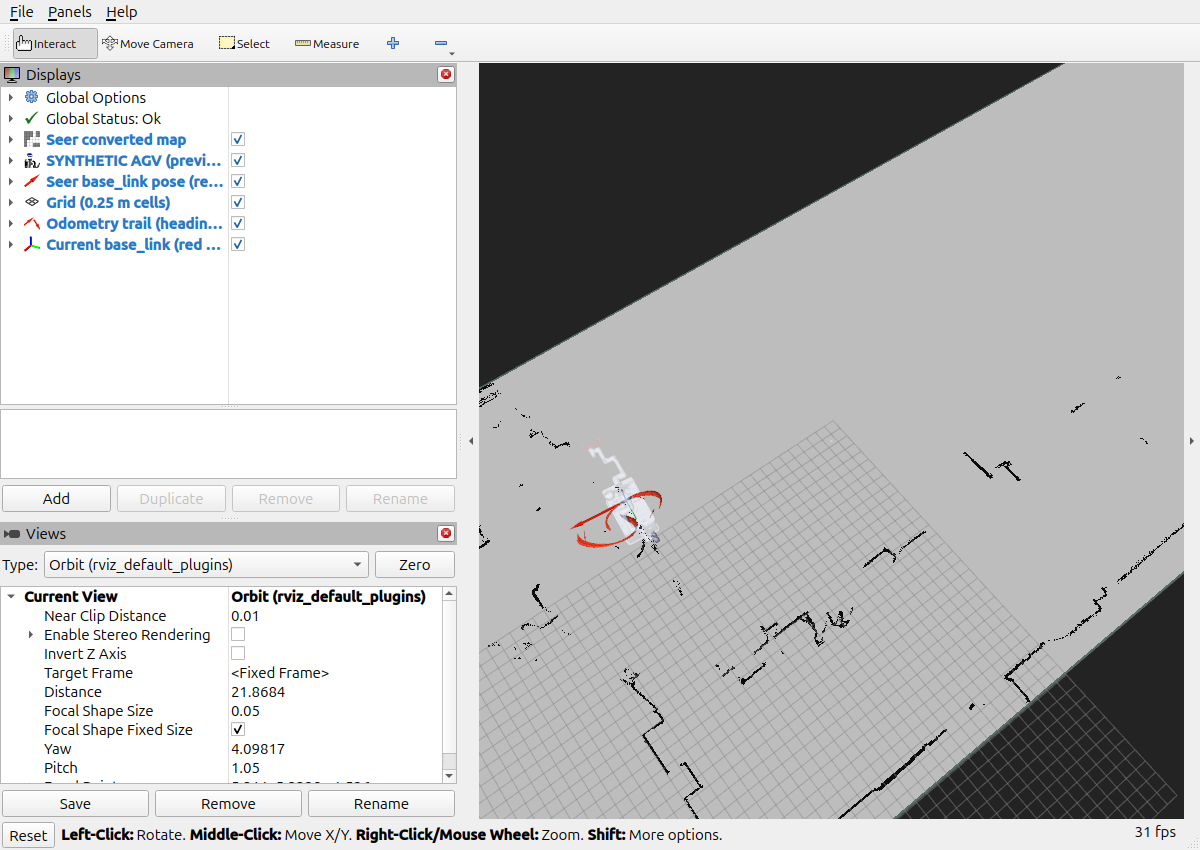 File Panels Help
Interact Move Camera Select Measure
Displays
Global Options
Global Status: Ok
Seer converted map
SYNTHETIC AGV (previ...
Seer base_link pose (re...
Grid (0.25 m cells)
Odometry trail (headin...
Current base_link (red ...
Add Duplicate Remove Rename
Views
Type: Orbit (rviz_default_plugins) Zero
Current View Orbit (rviz_default_plugins)
Near Clip Distance 0.01
Enable Stereo Rendering
Invert Z Axis
Target Frame <Fixed Frame>
Distance 21.8684
Focal Shape Size 0.05
Focal Shape Fixed Size
Yaw 4.09817
Pitch 1.05
Save Remove Rename
Reset Left-Click: Rotate. Middle-Click: Move X/Y. Right-Click/Mouse Wheel: Zoom. Shift: More options. 31 fps